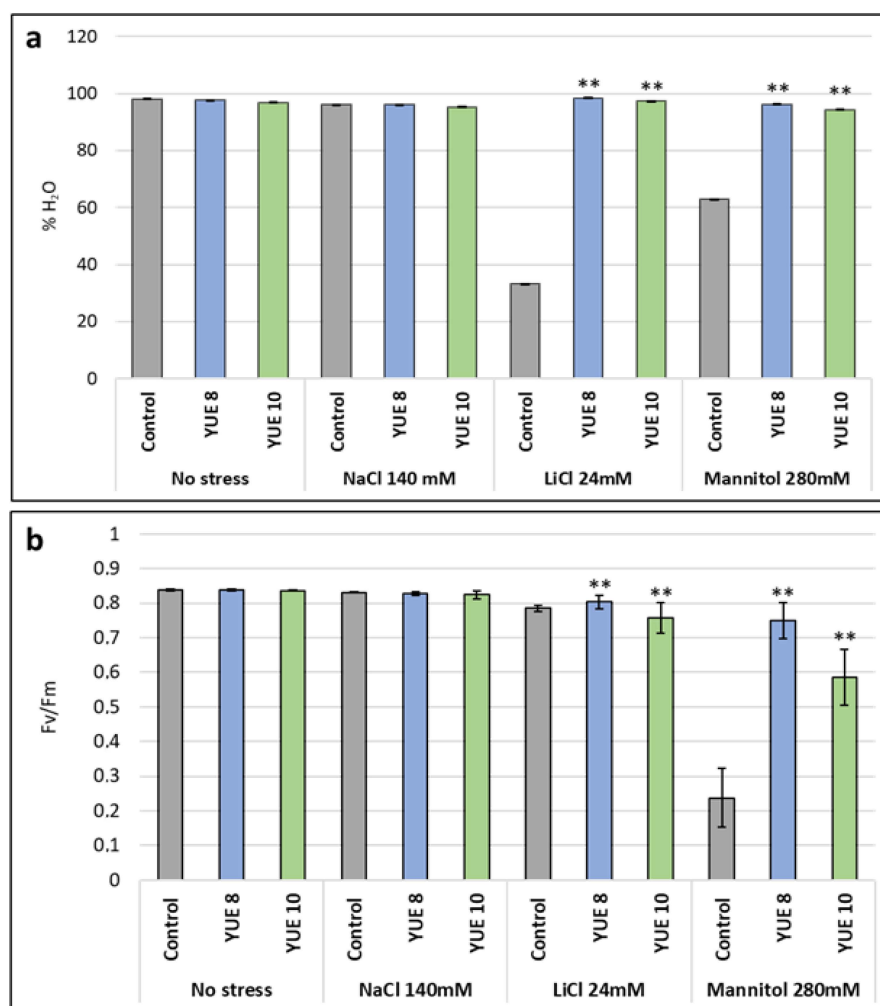 a
120
100
80
60
40
20
0
% H₂O
** ** ** **
Control YUE 8 YUE 10 Control YUE 8 YUE 10 Control YUE 8 YUE 10 Control YUE 8 YUE 10
No stress NaCl 140 mM LiCl 24mM Mannitol 280mM
b
1
0.9
0.8
0.7
0.6
0.5
0.4
0.3
0.2
0.1
0
Fv/Fm
** ** ** **
Control YUE 8 YUE 10 Control YUE 8 YUE 10 Control YUE 8 YUE 10 Control YUE 8 YUE 10
No stress NaCl 140mM LiCl 24mM Mannitol 280mM